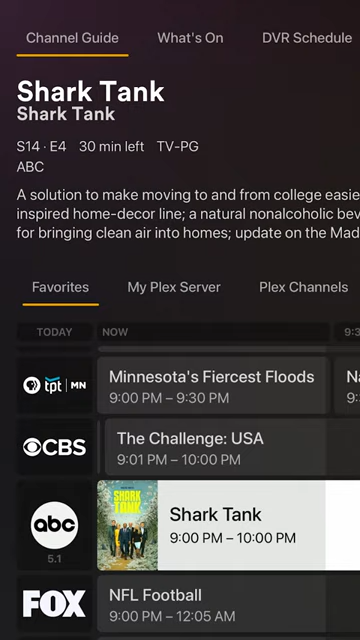 Channel Guide What's On DVR Schedule
Shark Tank
Shark Tank
S14 · E4 30 min left TV-PG
ABC
A solution to make moving to and from college easie
inspired home-decor line; a natural nonalcoholic bev
for bringing clean air into homes; update on the Mad
Favorites My Plex Server Plex Channels
TODAY NOW 9:3
PBS tpt | MN
Minnesota's Fiercest Floods Na
9:00 PM – 9:30 PM 9:
CBS
The Challenge: USA
9:01 PM – 10:00 PM
abc
5.1
SHARK
TANK
Shark Tank
9:00 PM – 10:00 PM
FOX
NFL Football
9:00 PM – 12:05 AM